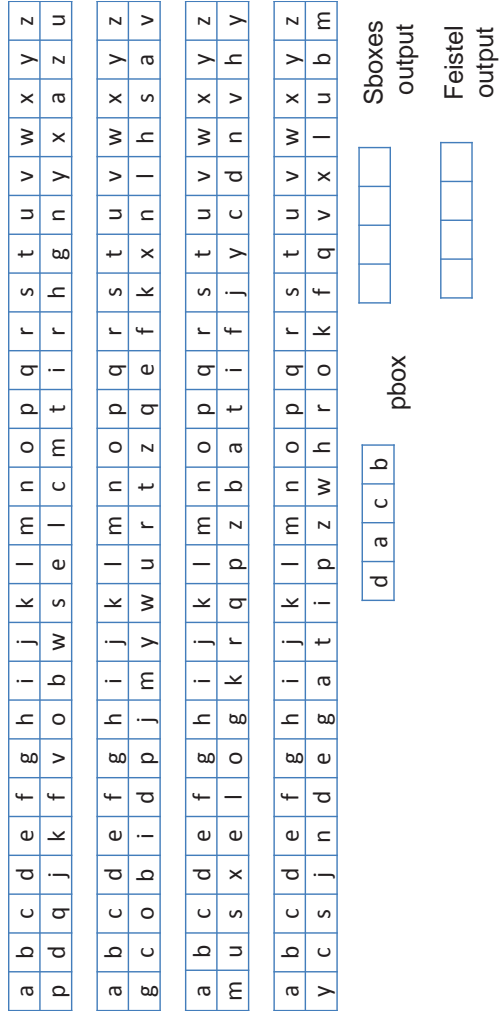 a b c d e f g h i j k l m n o p q r s t u v w x y z
p d q j k f v o b w s e l c m t i r h g n y x a z u
a b c d e f g h i j k l m n o p q r s t u v w x y z
g c o b i d p j m y w u r t z q e f k x n l h s a v
a b c d e f g h i j k l m n o p q r s t u v w x y z
m u s x e l o g k r q p z b a t i f j y c d n v h y
a b c d e f g h i j k l m n o p q r s t u v w x y z
y c s j n d e g a t i p z w h r o k f q v x l u b m
d a c b
pbox
Sboxes
output
Feistel
output